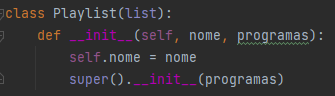 class Playlist(list):
    def __init__(self, nome, programas):
        self.nome = nome
        super().__init__(programas)